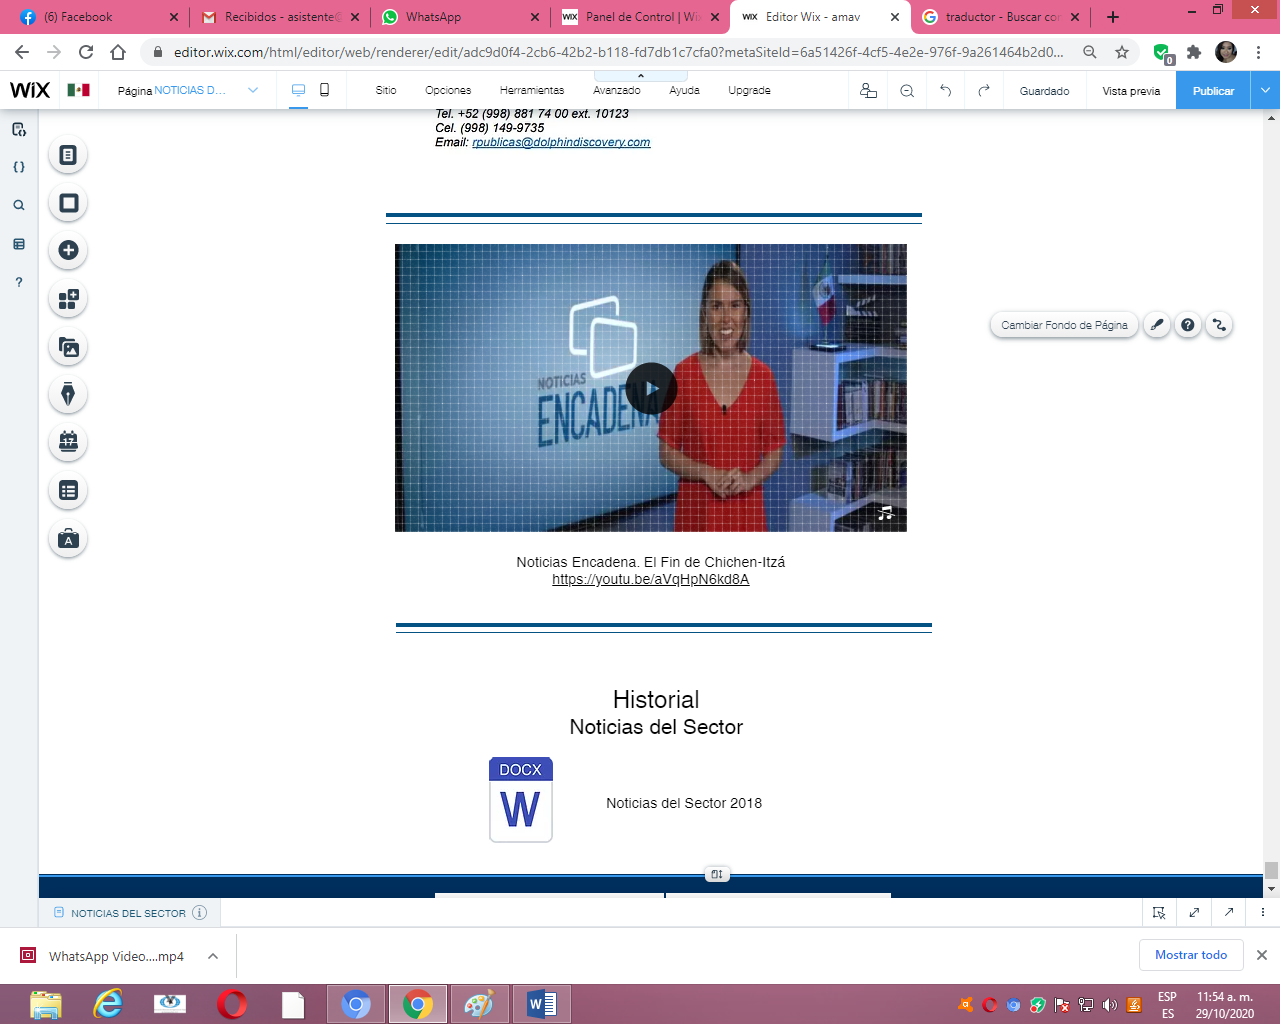 (6) Facebook
Recibidos - asistente@
WhatsApp
Panel de Control | Wix
Editor Wix - amav
traductor - Buscar con
editor.wix.com/html/editor/web/renderer/edit/adc9d0f4-2cb6-42b2-b118-fd7db1c7cfa0?metaSiteId=6a51426f-4cf5-4e2e-976f-9a261464b2d0...
0
WiX
Página NOTICIAS D...
Sitio
Opciones
Herramientas
Avanzado
Ayuda
Upgrade
Guardado
Vista previa
Publicar
Tel. +52 (998) 881 74 00 ext. 10123
Cel. (998) 149-9735
Email: rpublicas@dolphindiscovery.com
NOTICIAS
ENCADENA
Cambiar Fondo de Página
17
A
Noticias Encadena. El Fin de Chichen-Itzá
https://youtu.be/aVqHpN6kd8A
Historial
Noticias del Sector
DOCX
W
Noticias del Sector 2018
NOTICIAS DEL SECTOR
WhatsApp Video....mp4
Mostrar todo
ESP
ES
11:54 a. m.
29/10/2020